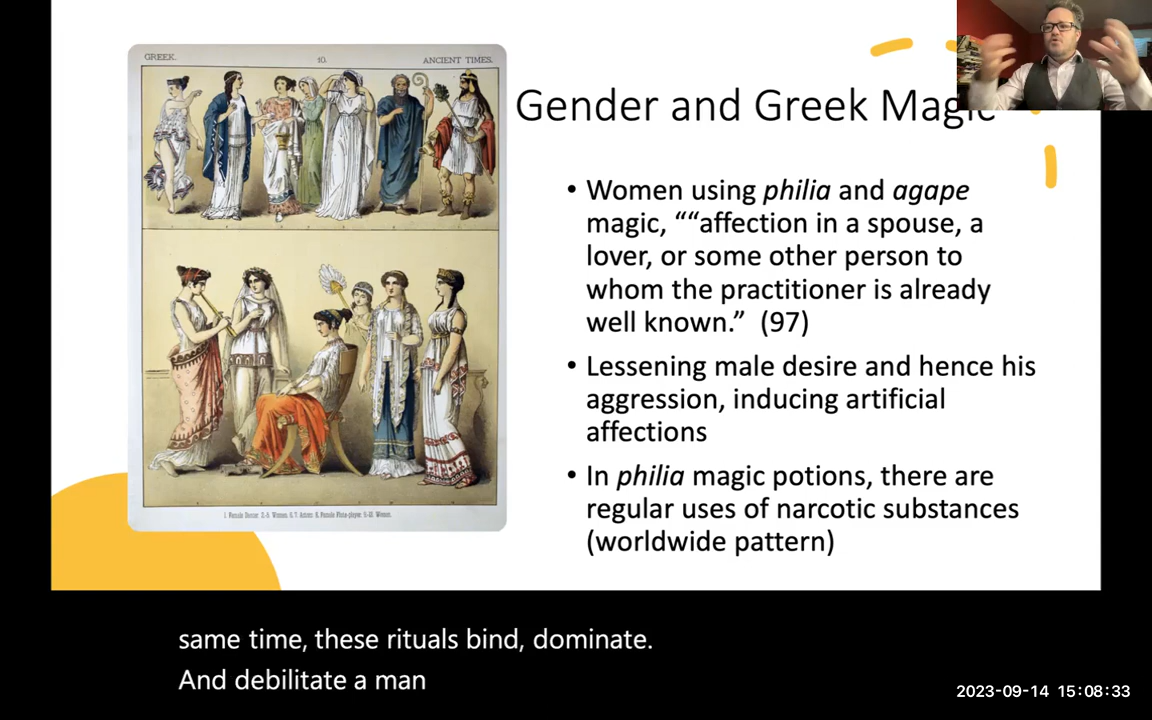 GREEK.
10.
ANCIENT TIMES.
Gender and Greek Magic
• Women using philia and agape
magic, ““affection in a spouse, a
lover, or some other person to
whom the practitioner is already
well known.” (97)
• Lessening male desire and hence his
aggression, inducing artificial
affections
• In philia magic potions, there are
regular uses of narcotic substances
(worldwide pattern)
same time, these rituals bind, dominate.
And debilitate a man
2023-09-14 15:08:33